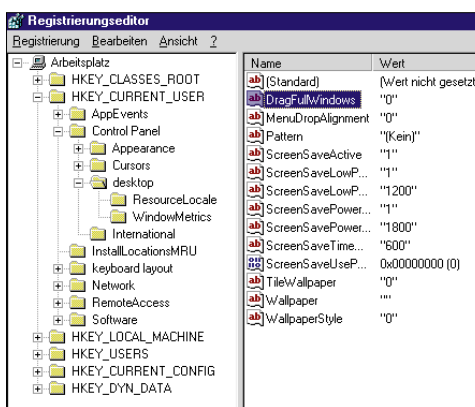 Registrierungseditor
Registrierung Bearbeiten Ansicht ?
Arbeitsplatz
HKEY_CLASSES_ROOT
HKEY_CURRENT_USER
AppEvents
Control Panel
Appearance
Cursors
desktop
ResourceLocale
WindowMetrics
International
InstallLocationsMRU
keyboard layout
Network
RemoteAccess
Software
HKEY_LOCAL_MACHINE
HKEY_USERS
HKEY_CURRENT_CONFIG
HKEY_DYN_DATA
Name Wert
(Standard) (Wert nicht gesetzt
DragFullWindows "0"
MenuDropAlignment "0"
Pattern "(Kein)"
ScreenSaveActive "1"
ScreenSaveLowP... "1"
ScreenSaveLowP... "1200"
ScreenSavePower... "1"
ScreenSavePower... "1800"
ScreenSaveTime... "600"
ScreenSaveUseP... 0x00000000 (0)
TileWallpaper "0"
Wallpaper ""
WallpaperStyle "0"